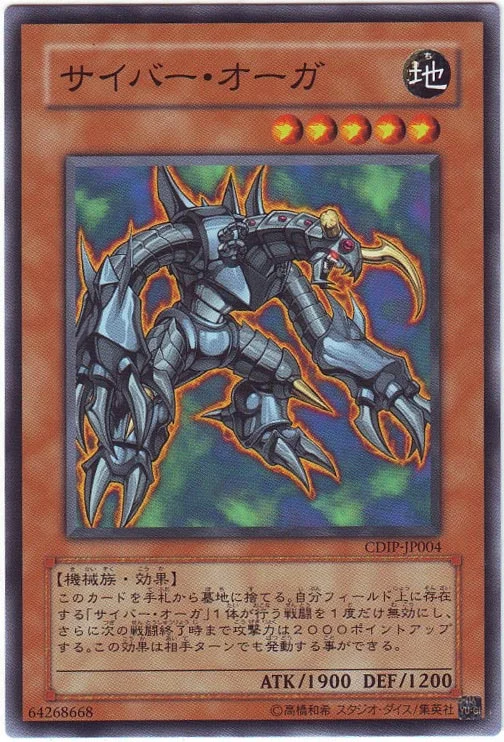 サイバー・オーガ
地
CDIP-JP004
【機械族・効果】
このカードを手札から墓地に捨てる。自分フィールド上に存在
する「サイバー・オーガ」1体が行う戦闘を1度だけ無効にし、
さらに次の戦闘終了時まで攻撃力は2000ポイントアップ
する。この効果は相手ターンでも発動する事ができる。
ATK/1900 DEF/1200
64268668
©高橋和希 スタジオ・ダイス/集英社